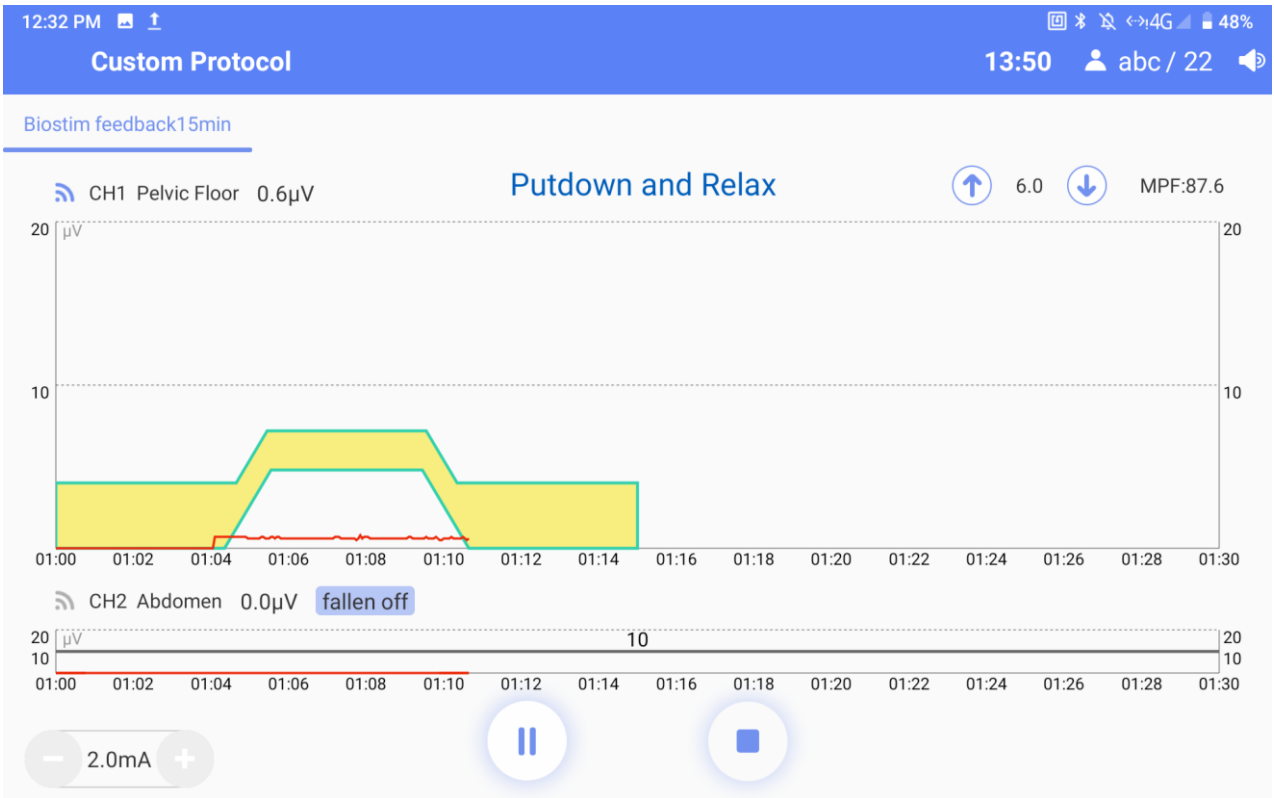 12:32 PM 4G 48%
Custom Protocol 13:50 abc / 22
Biostim feedback15min
CH1 Pelvic Floor 0.6μV Putdown and Relax 6.0 MPF:87.6
20 μV 20
10 10
01:00 01:02 01:04 01:06 01:08 01:10 01:12 01:14 01:16 01:18 01:20 01:22 01:24 01:26 01:28 01:30
CH2 Abdomen 0.0μV fallen off
20 μV 10 20
10 10
01:00 01:02 01:04 01:06 01:08 01:10 01:12 01:14 01:16 01:18 01:20 01:22 01:24 01:26 01:28 01:30
2.0mA